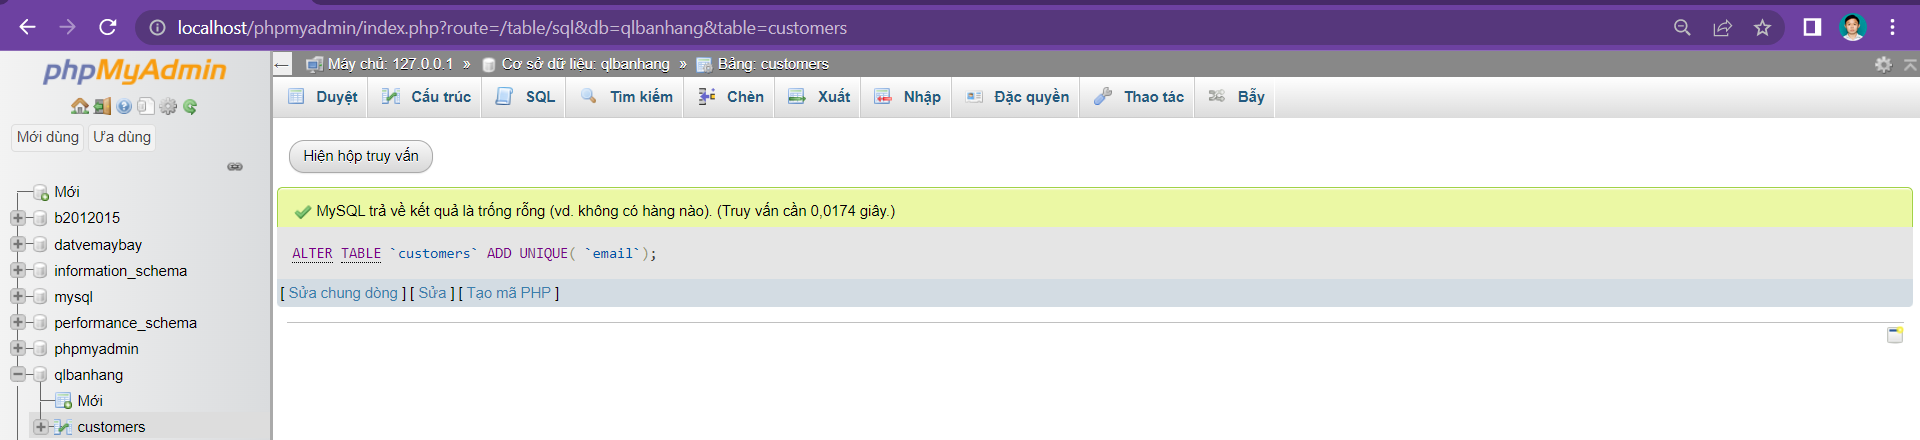 localhost/phpmyadmin/index.php?route=/table/sql&db=qlbanhang&table=customers
phpMyAdmin
Mới dùng
Ưa dùng
Mới
b2012015
datvemaybay
information_schema
mysql
performance_schema
phpmyadmin
qlbanhang
Mới
customers
Máy chủ: 127.0.0.1 » Cơ sở dữ liệu: qlbanhang » Bảng: customers
Duyệt Cấu trúc SQL Tìm kiếm Chèn Xuất Nhập Đặc quyền Thao tác Bẫy
Hiện hộp truy vấn
MySQL trả về kết quả là trống rỗng (vd. không có hàng nào). (Truy vấn cần 0,0174 giây.)
ALTER TABLE `customers` ADD UNIQUE( `email`);
[ Sửa chung dòng ] [ Sửa ] [ Tạo mã PHP ]